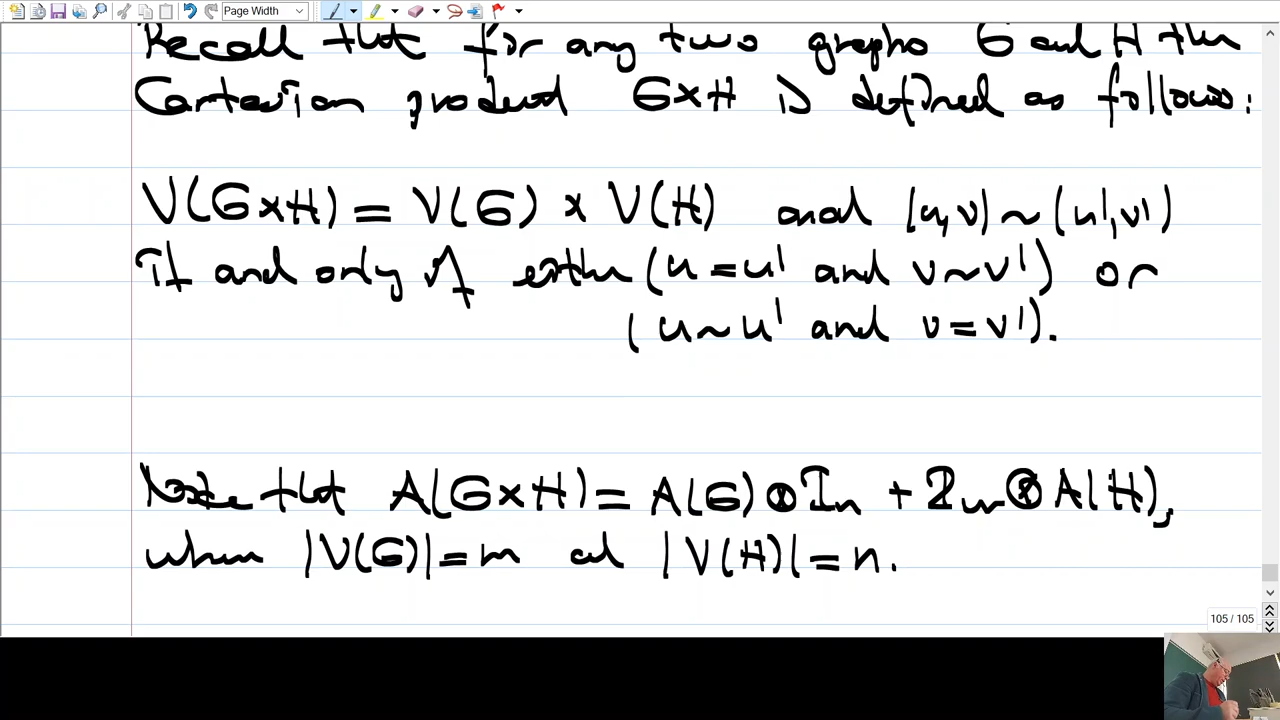 Page Width
Recall that for any two graphs G and H the
Cartesian product G×H is defined as follows:
V(G×H) = V(G) × V(H) and (u,v) ~ (u',v')
if and only if either (u = u' and v ~ v') or
(u ~ u' and v = v').
Note that A(G×H) = A(G) ⊗ Iₙ + Iₘ ⊗ A(H),
when |V(G)| = m and |V(H)| = n.
105 / 105